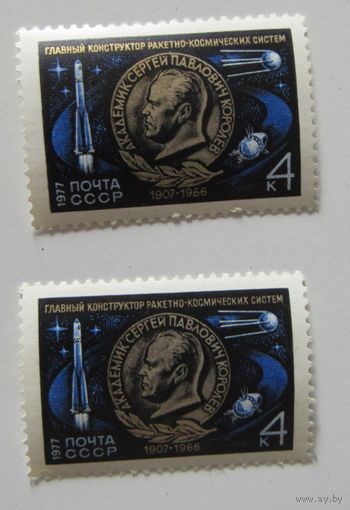 ГЛАВНЫЙ КОНСТРУКТОР РАКЕТНО-КОСМИЧЕСКИХ СИСТЕМ
АКАДЕМИК СЕРГЕЙ ПАВЛОВИЧ КОРОЛЕВ
1907-1966
1977
ПОЧТА
СССР
4
К
ГЛАВНЫЙ КОНСТРУКТОР РАКЕТНО-КОСМИЧЕСКИХ СИСТЕМ
АКАДЕМИК СЕРГЕЙ ПАВЛОВИЧ КОРОЛЕВ
1907-1966
1977
ПОЧТА
СССР
4
К
www.ay.by